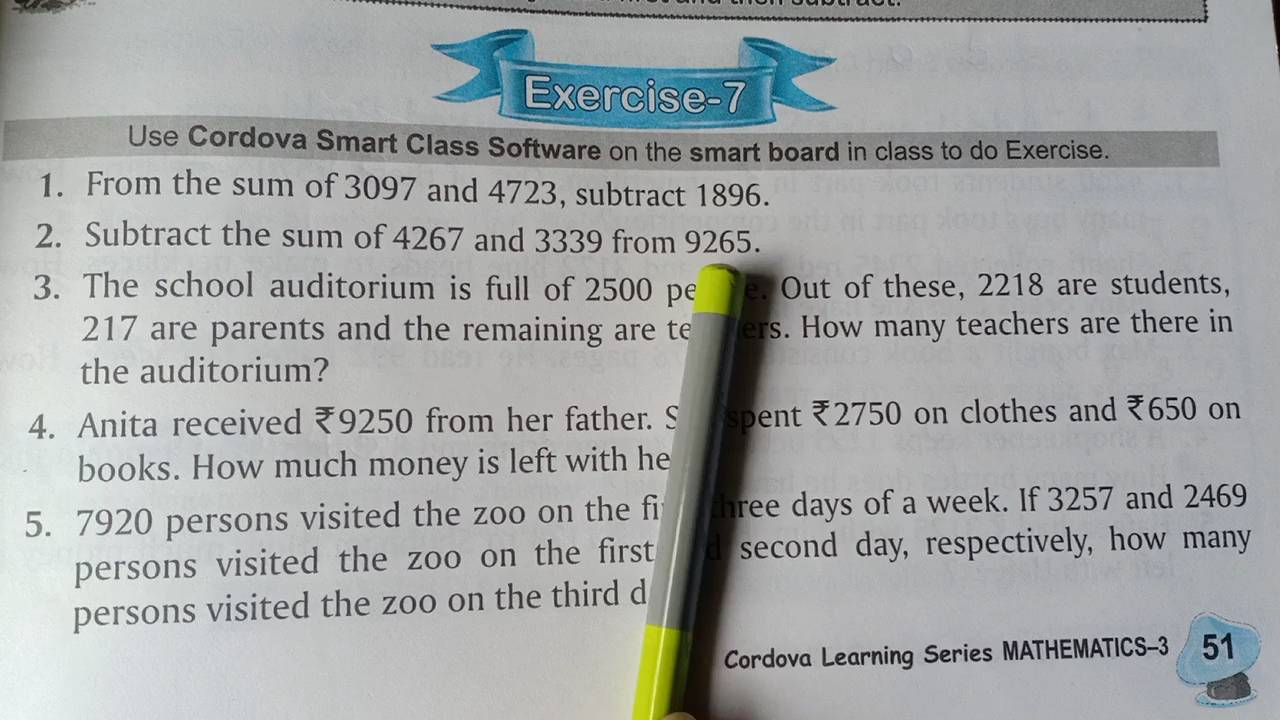 then subtract.
Exercise-7
Use Cordova Smart Class Software on the smart board in class to do Exercise.
1. From the sum of 3097 and 4723, subtract 1896.
2. Subtract the sum of 4267 and 3339 from 9265.
3. The school auditorium is full of 2500 Out of these, 2218 are students,
217 are parents and the remaining are How many teachers are there in
the auditorium?
4. Anita received ₹9250 from her father. spent ₹2750 on clothes and ₹650 on
books. How much money is left with
5. 7920 persons visited the zoo on the three days of a week. If 3257 and 2469
persons visited the zoo on the first second day, respectively, how many
persons visited the zoo on the third
Cordova Learning Series MATHEMATICS–3 51